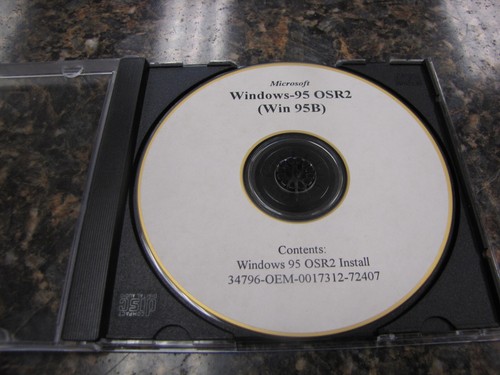 Microsoft
Windows-95 OSR2
(Win 95B)
Contents:
Windows 95 OSR2 Install
34796-OEM-0017312-72407